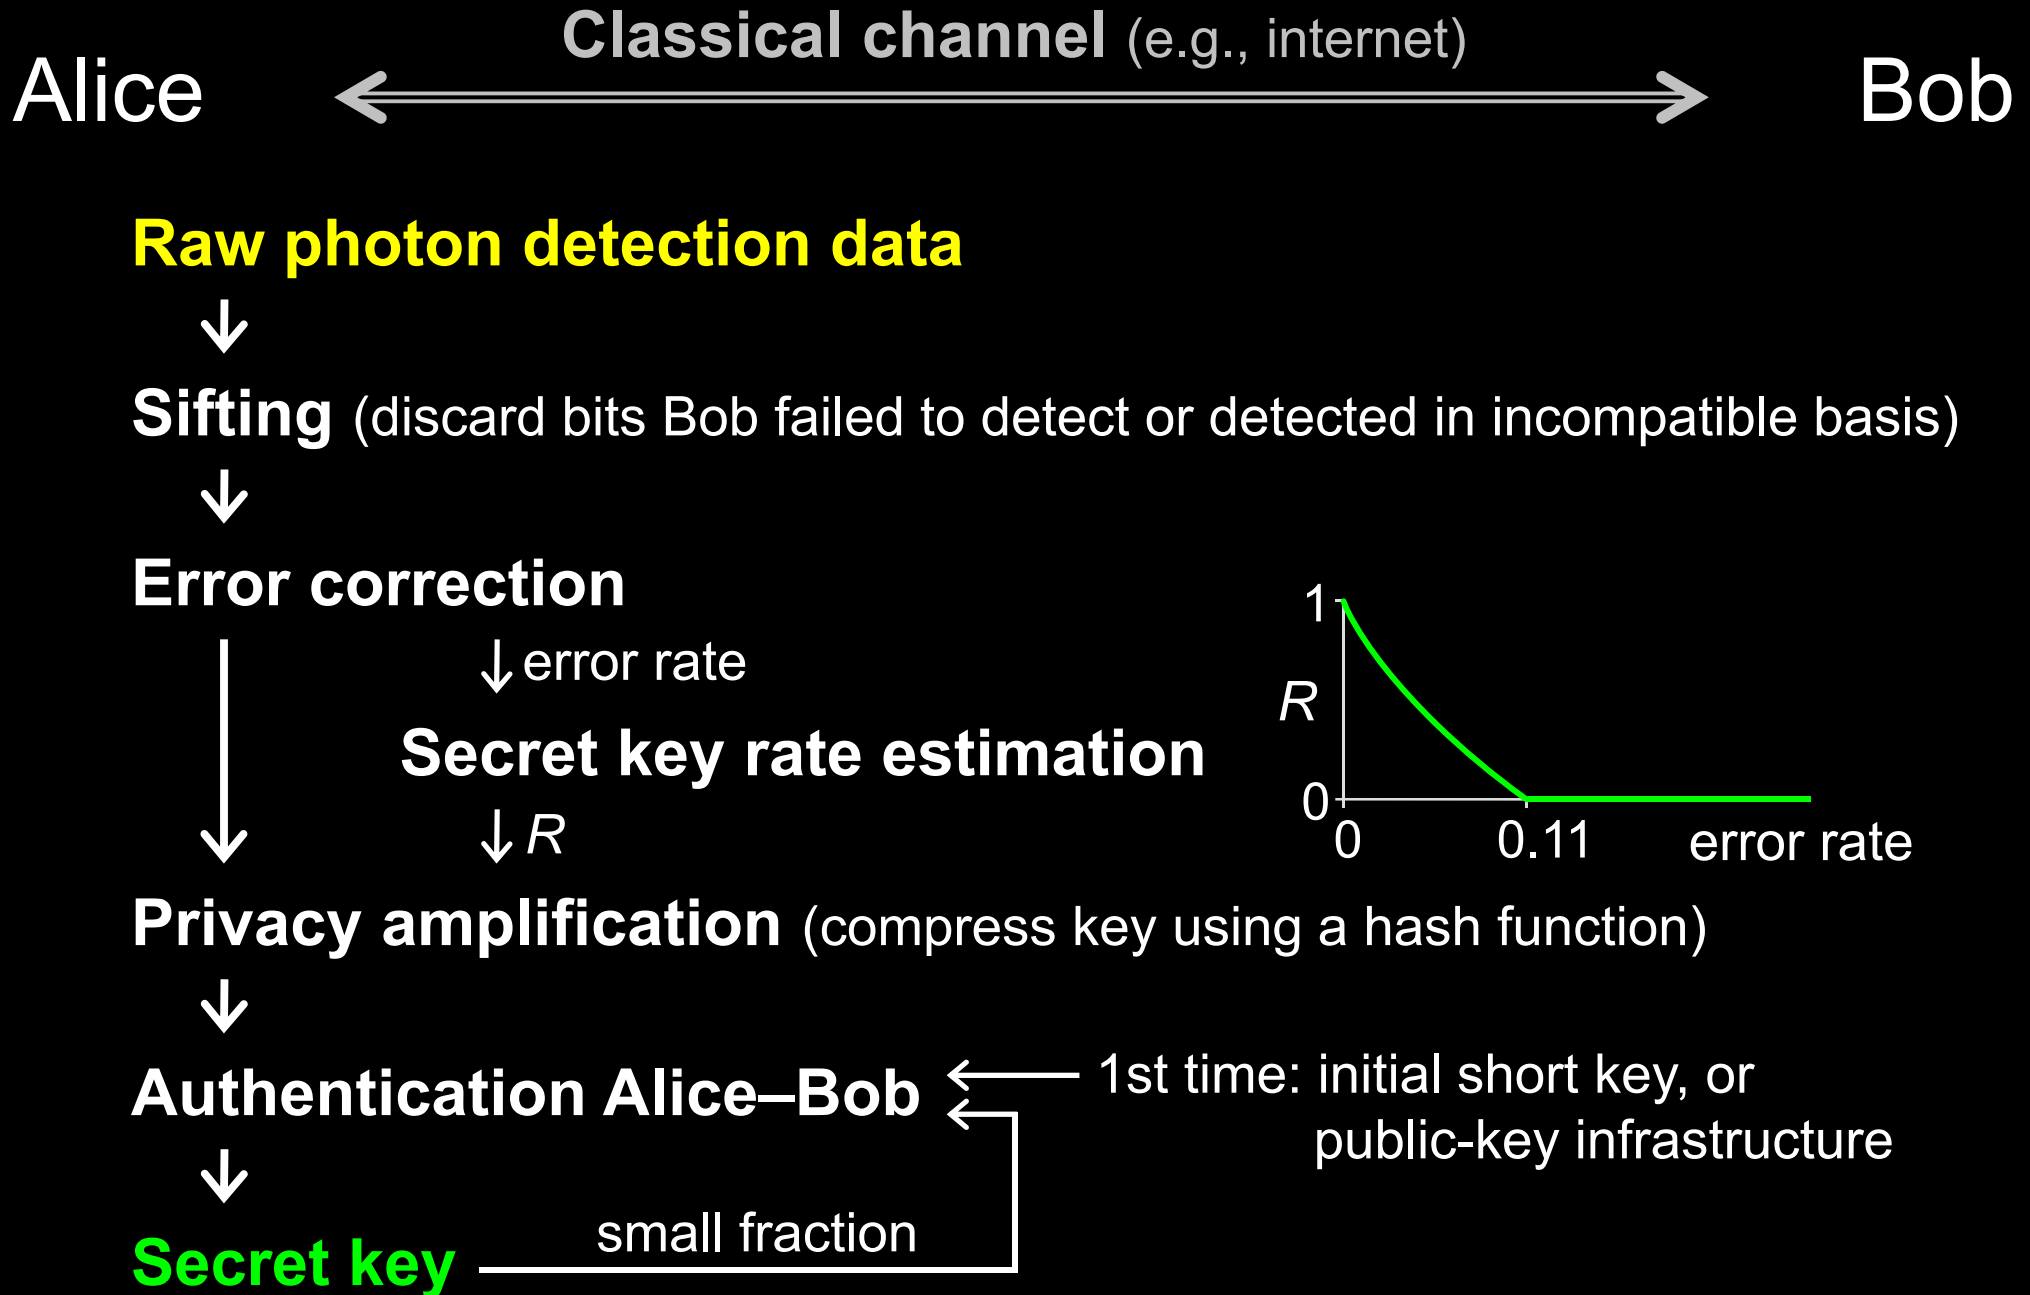 Classical channel (e.g., internet)
Alice
Bob
Raw photon detection data
Sifting (discard bits Bob failed to detect or detected in incompatible basis)
Error correction
error rate
Secret key rate estimation
R
1
R
0
0
0.11
error rate
Privacy amplification (compress key using a hash function)
Authentication Alice–Bob
1st time: initial short key, or
public-key infrastructure
small fraction
Secret key